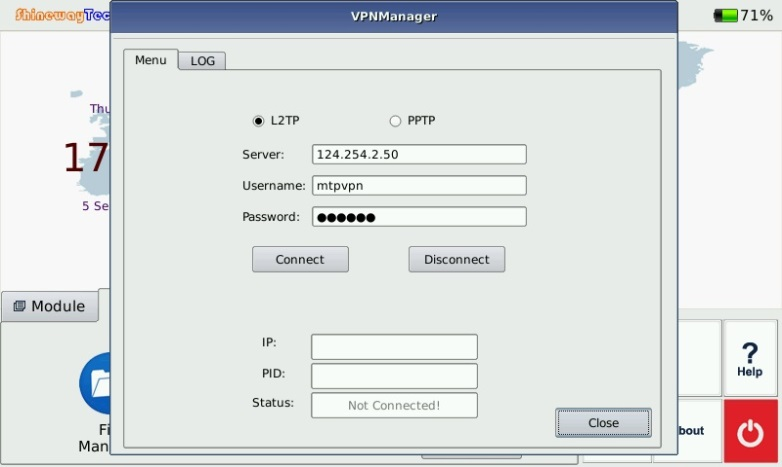 ShinewayTec
VPNManager
71%
Menu
LOG
L2TP
PPTP
Server: 124.254.2.50
Username: mtpvpn
Password: ●●●●●●
Connect
Disconnect
IP:
PID:
Status: Not Connected!
Close
Thu
17
5 Se
Module
Fi
Man
Help
bout